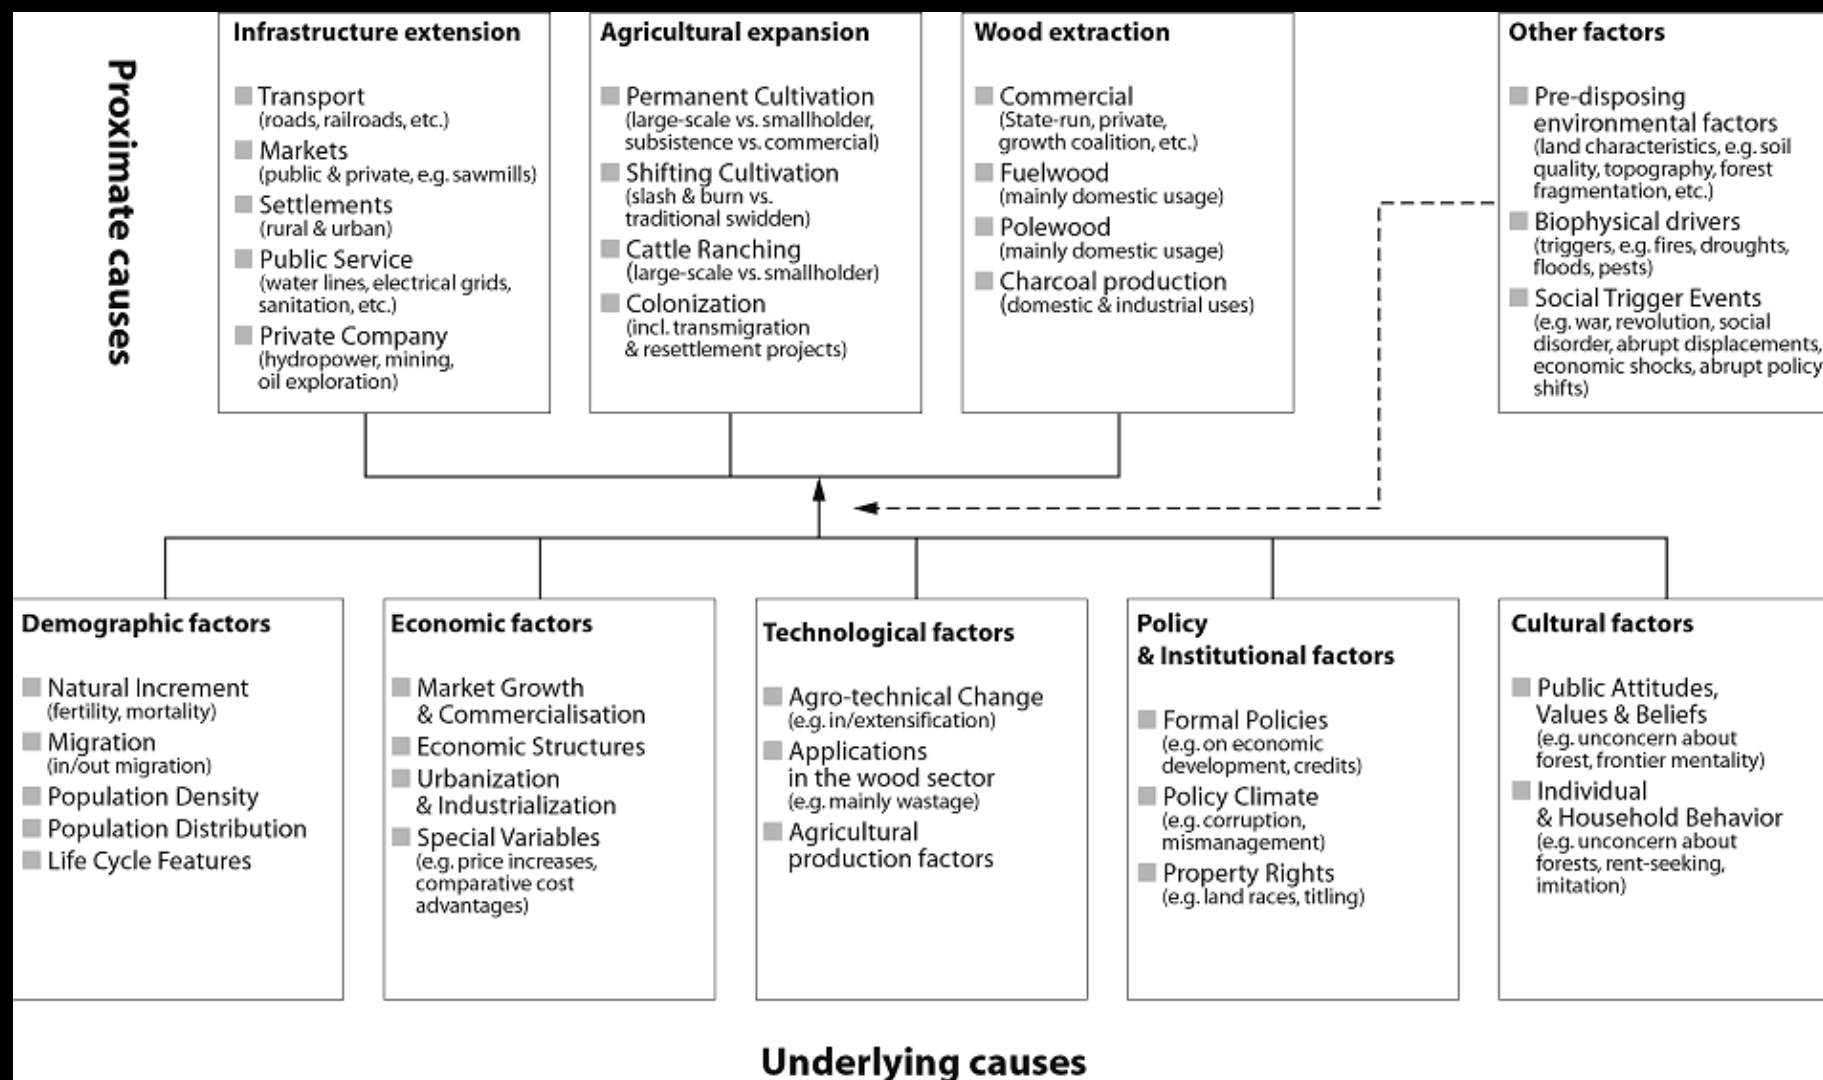 Proximate causes
Infrastructure extension
Transport
(roads, railroads, etc.)
Markets
(public & private, e.g. sawmills)
Settlements
(rural & urban)
Public Service
(water lines, electrical grids,
sanitation, etc.)
Private Company
(hydropower, mining,
oil exploration)
Agricultural expansion
Permanent Cultivation
(large-scale vs. smallholder,
subsistence vs. commercial)
Shifting Cultivation
(slash & burn vs.
traditional swidden)
Cattle Ranching
(large-scale vs. smallholder)
Colonization
(incl. transmigration
& resettlement projects)
Wood extraction
Commercial
(State-run, private,
growth coalition, etc.)
Fuelwood
(mainly domestic usage)
Polewood
(mainly domestic usage)
Charcoal production
(domestic & industrial uses)
Other factors
Pre-disposing
environmental factors
(land characteristics, e.g. soil
quality, topography, forest
fragmentation, etc.)
Biophysical drivers
(triggers, e.g. fires, droughts,
floods, pests)
Social Trigger Events
(e.g. war, revolution, social
disorder, abrupt displacements,
economic shocks, abrupt policy
shifts)
Demographic factors
Natural Increment
(fertility, mortality)
Migration
(in/out migration)
Population Density
Population Distribution
Life Cycle Features
Economic factors
Market Growth
& Commercialisation
Economic Structures
Urbanization
& Industrialization
Special Variables
(e.g. price increases,
comparative cost
advantages)
Technological factors
Agro-technical Change
(e.g. in/extensification)
Applications
in the wood sector
(e.g. mainly wastage)
Agricultural
production factors
Policy
& Institutional factors
Formal Policies
(e.g. on economic
development, credits)
Policy Climate
(e.g. corruption,
mismanagement)
Property Rights
(e.g. land races, titling)
Cultural factors
Public Attitudes,
Values & Beliefs
(e.g. unconcern about
forest, frontier mentality)
Individual
& Household Behavior
(e.g. unconcern about
forests, rent-seeking,
imitation)
Underlying causes